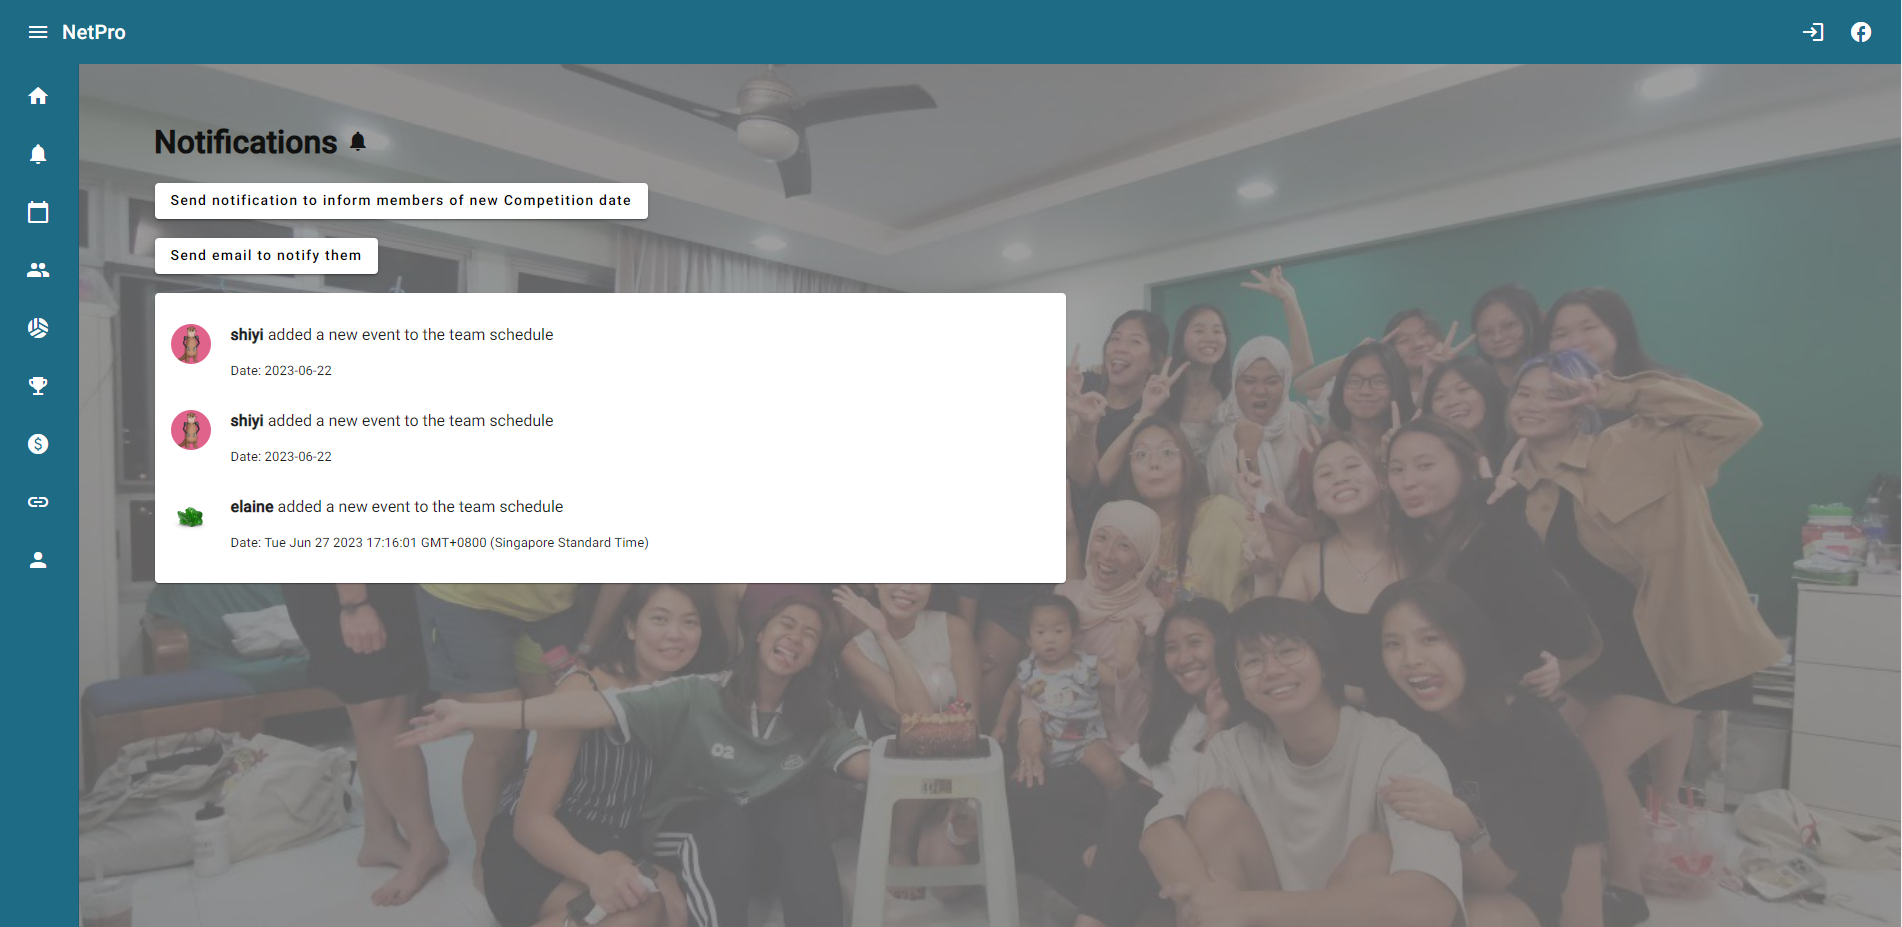 NetPro
Notifications
Send notification to inform members of new Competition date
Send email to notify them
shiyi added a new event to the team schedule
Date: 2023-06-22
shiyi added a new event to the team schedule
Date: 2023-06-22
elaine added a new event to the team schedule
Date: Tue Jun 27 2023 17:16:01 GMT+0800 (Singapore Standard Time)
02